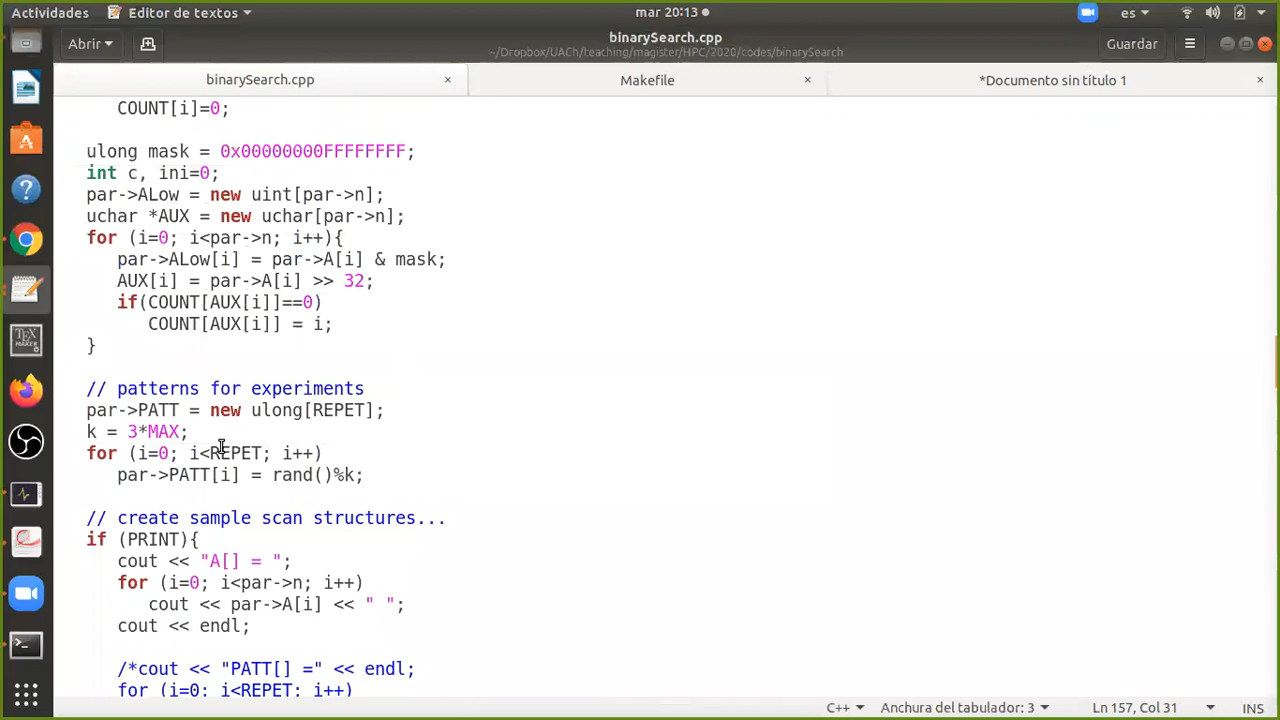 Actividades
Editor de textos
mar 20:13
es
Abrir
binarySearch.cpp
~/Dropbox/UACh/teaching/magister/HPC/2020/codes/binarySearch
Guardar
binarySearch.cpp ×
Makefile ×
*Documento sin título 1 ×
COUNT[i]=0;
ulong mask = 0x00000000FFFFFFFF;
int c, ini=0;
par->ALow = new uint[par->n];
uchar *AUX = new uchar[par->n];
for (i=0; i<par->n; i++){
par->ALow[i] = par->A[i] & mask;
AUX[i] = par->A[i] >> 32;
if(COUNT[AUX[i]]==0)
COUNT[AUX[i]] = i;
}
// patterns for experiments
par->PATT = new ulong[REPET];
k = 3*MAX;
for (i=0; i<REPET; i++)
par->PATT[i] = rand()%k;
// create sample scan structures...
if (PRINT){
cout << "A[] = ";
for (i=0; i<par->n; i++)
cout << par->A[i] << " ";
cout << endl;
/*cout << "PATT[] =" << endl;
for (i=0; i<REPET; i++)
C++
Anchura del tabulador: 3
Ln 157, Col 31
INS